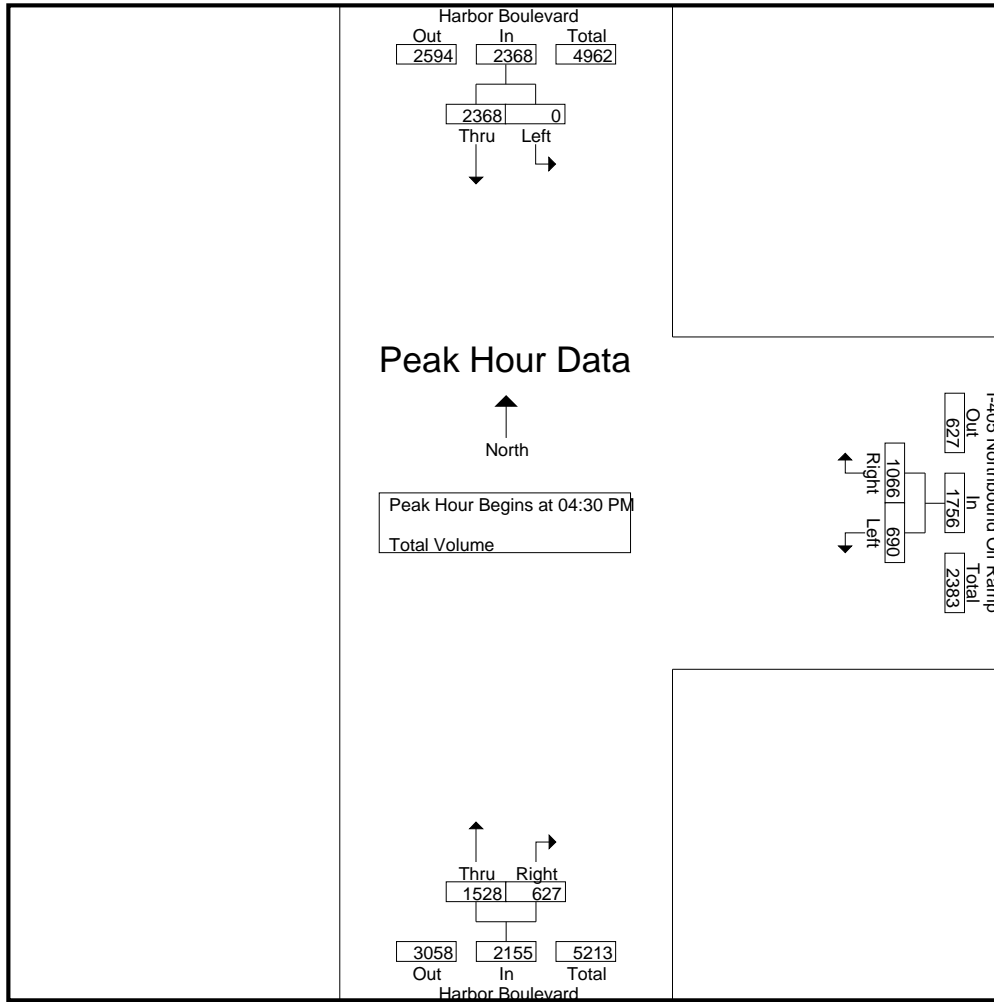 Harbor Boulevard
Out In Total
2594 2368 4962
2368 0
Thru Left
Peak Hour Data
North
Peak Hour Begins at 04:30 PM
Total Volume
Northbound Ramp
Out In Total
627 1756 2383
1066 690
Right Left
Thru Right
1528 627
3058 2155 5213
Out In Total
Harbor Boulevard